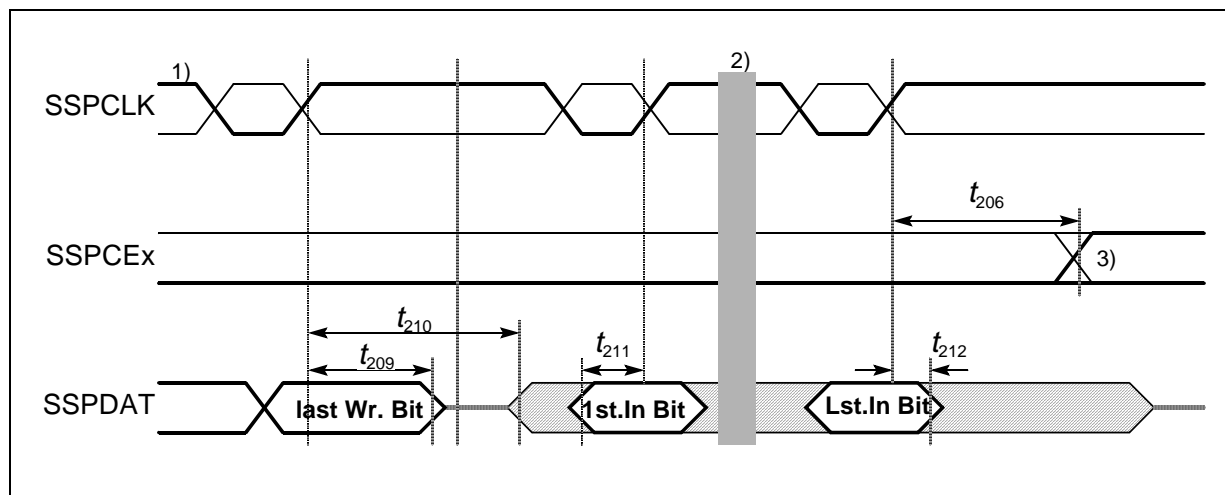 1)
2)
SSPCLK
t206
SSPCEx
3)
t210
t211
t212
t209
SSPDAT
last Wr. Bit
1st.In Bit
Lst.In Bit